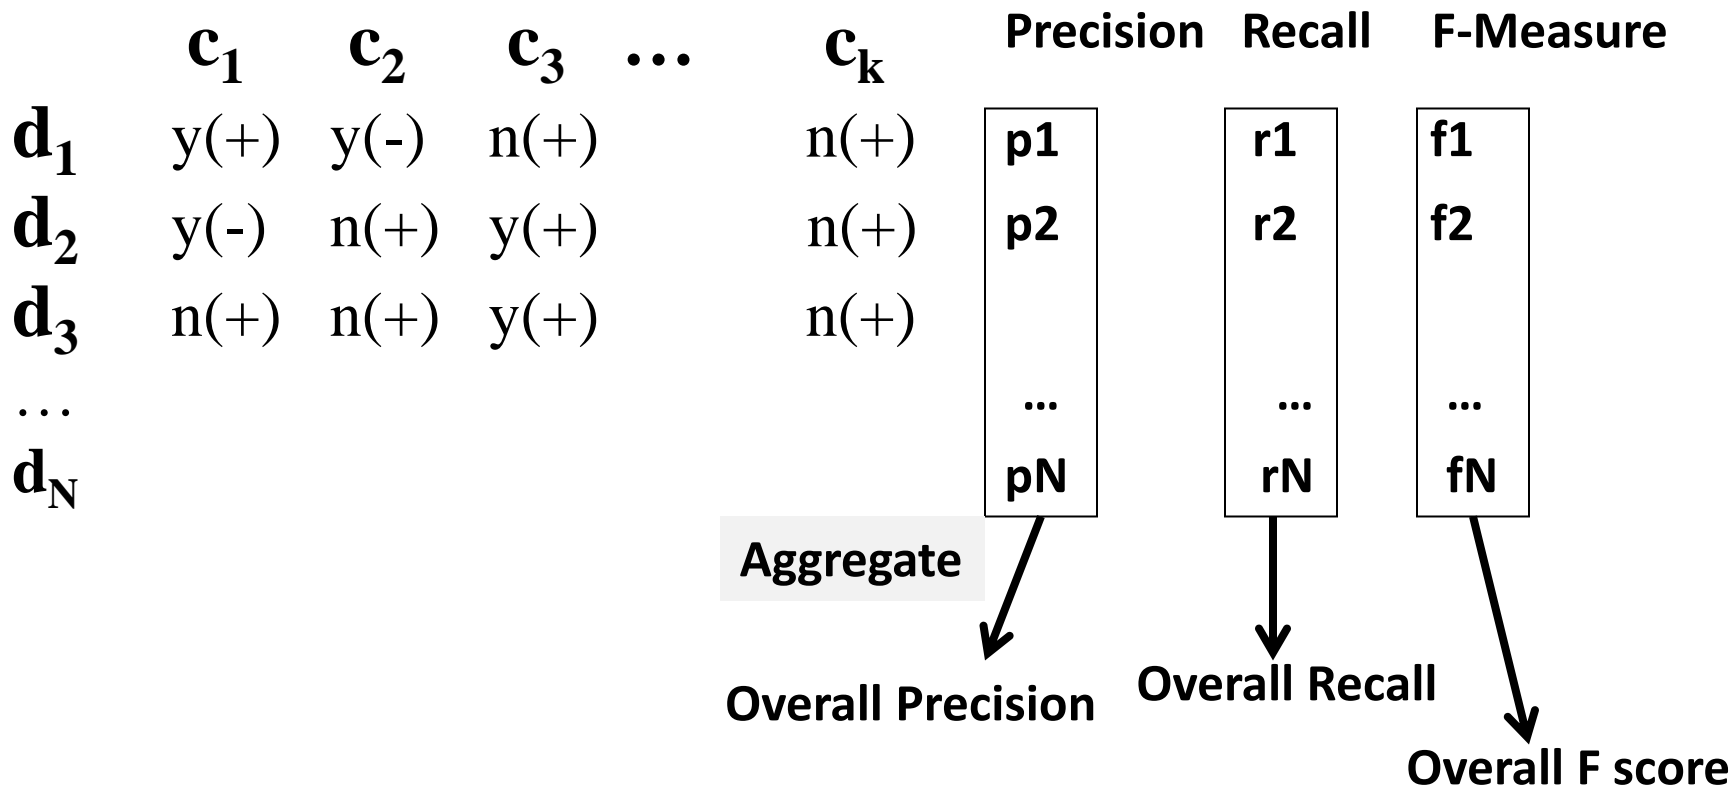 c1 c2 c3 … ck Precision Recall F-Measure
d1 y(+) y(-) n(+) n(+) p1 r1 f1
d2 y(-) n(+) y(+) n(+) p2 r2 f2
d3 n(+) n(+) y(+) n(+)
… … … …
dN pN rN fN
Aggregate
Overall Precision Overall Recall
Overall F score